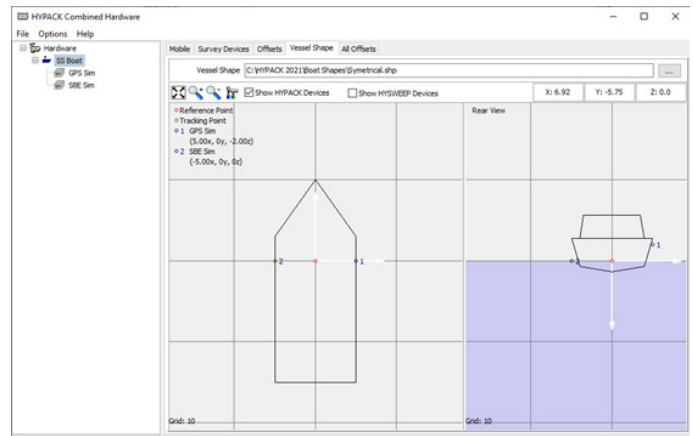 HYPACK Combined Hardware
File Options Help
Hardware
SS Boat
GPS Sim
SBE Sim
Mobile Survey Devices Offsets Vessel Shape All Offsets
Vessel Shape C:\HYPACK 2021\Boat Shapes\Symetrical.shp ...
Show HYPACK Devices Show HYSWEEP Devices X: 6.92 Y: -5.75 Z: 0.0
Reference Point
Tracking Point
1 GPS Sim
(5.00x, 0y, -2.00z)
2 SBE Sim
(-5.00x, 0y, 0z)
Rear View
2 1
2 1
Grid: 10
Grid: 10